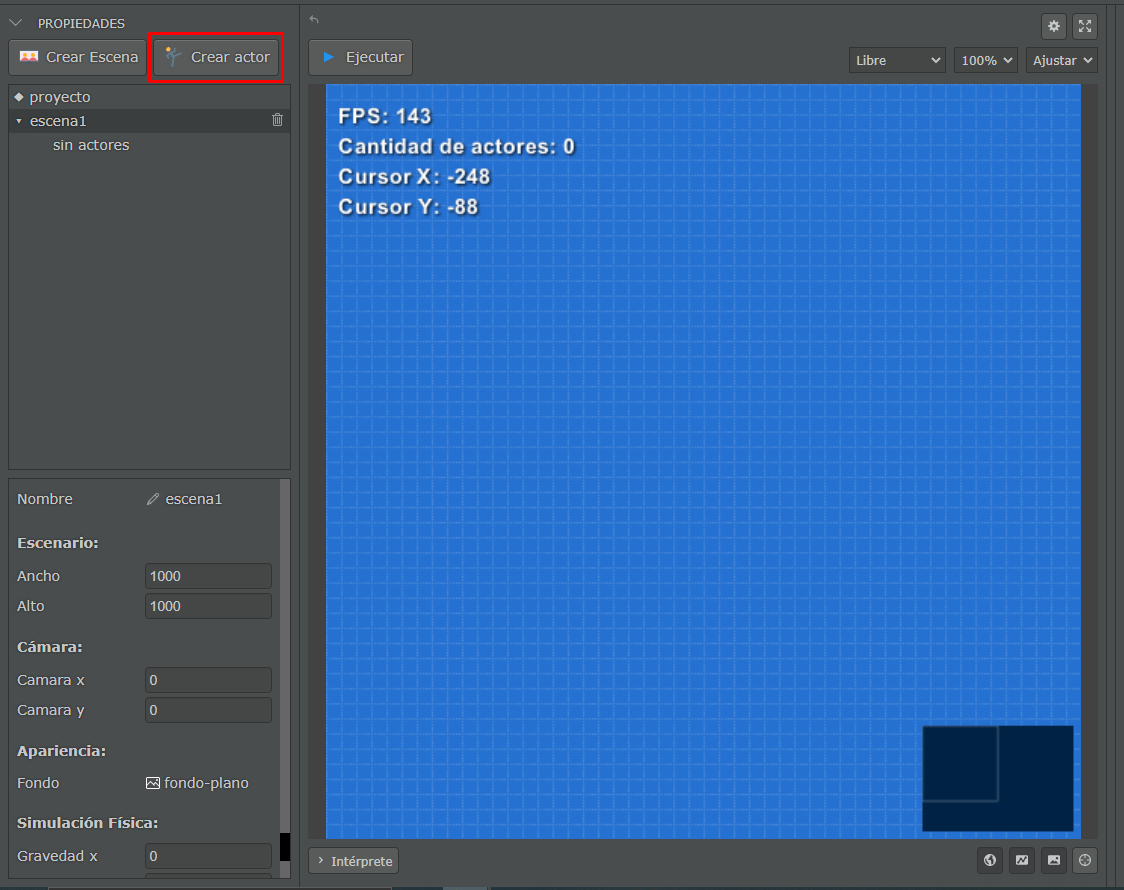 PROPIEDADES
Crear Escena
Crear actor
proyecto
escena1
sin actores
Nombre
escena1
Escenario:
Ancho
1000
Alto
1000
Cámara:
Camara x
0
Camara y
0
Apariencia:
Fondo
fondo-plano
Simulación Física:
Gravedad x
0
Ejecutar
Libre
100%
Ajustar
FPS: 143
Cantidad de actores: 0
Cursor X: -248
Cursor Y: -88
Intérprete